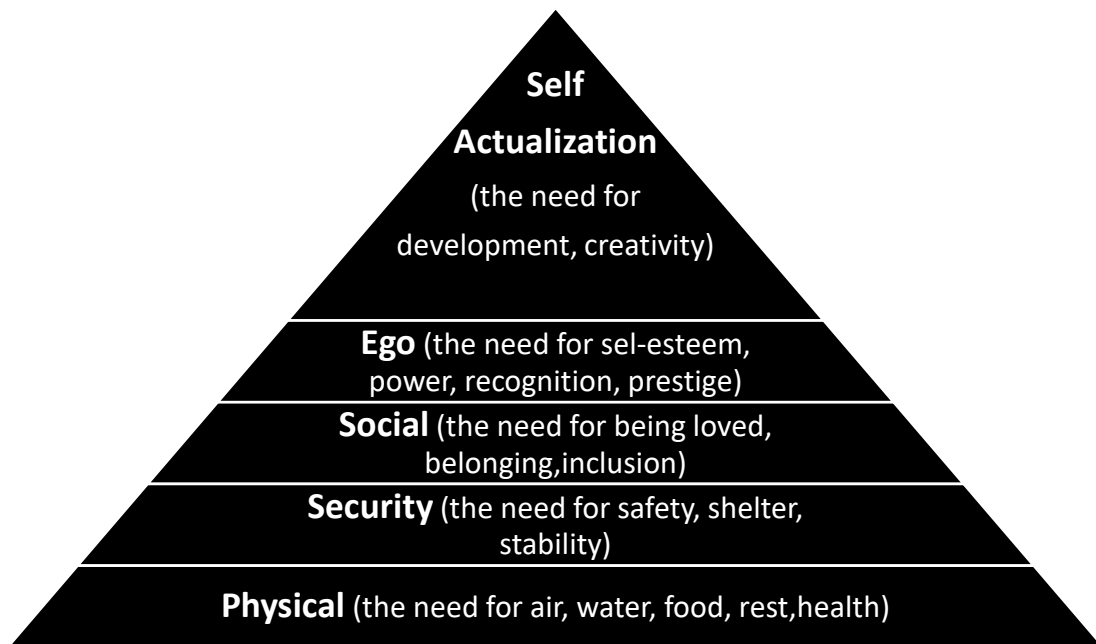 Self
Actualization
(the need for
development, creativity)
Ego (the need for sel-esteem,
power, recognition, prestige)
Social (the need for being loved,
belonging,inclusion)
Security (the need for safety, shelter,
stability)
Physical (the need for air, water, food, rest,health)